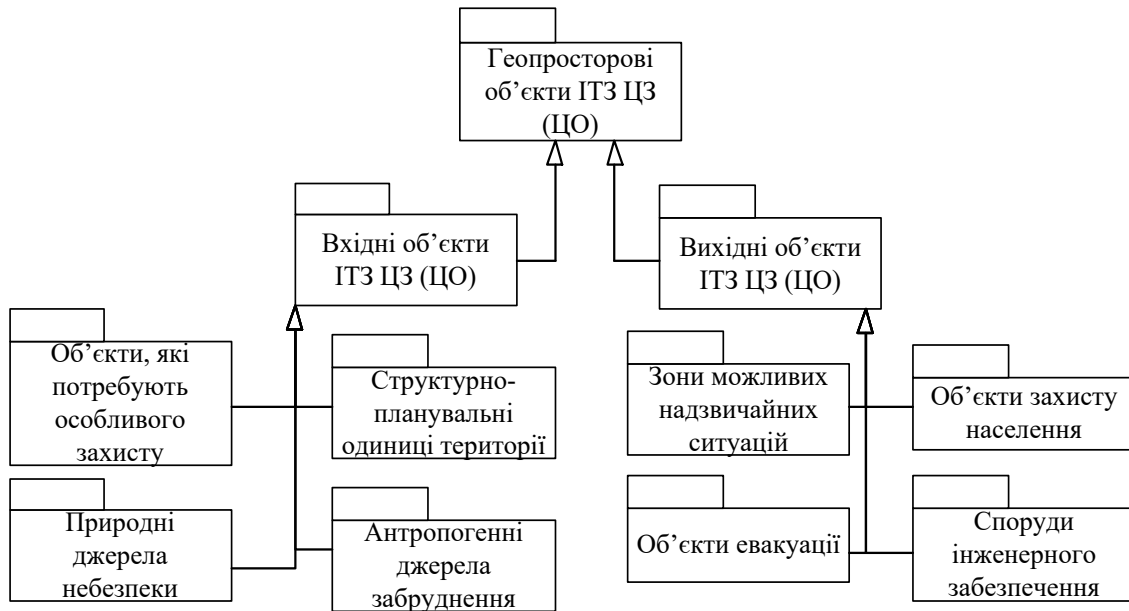 Геопросторові
об’єкти ІТЗ ЦЗ
(ЦО)
Вхідні об’єкти
ІТЗ ЦЗ (ЦО)
Вихідні об’єкти
ІТЗ ЦЗ (ЦО)
Об’єкти, які
потребують
особливого
захисту
Структурно-
планувальні
одиниці території
Зони можливих
надзвичайних
ситуацій
Об’єкти захисту
населення
Природні
джерела
небезпеки
Антропогенні
джерела
забруднення
Об’єкти евакуації
Споруди
інженерного
забезпечення